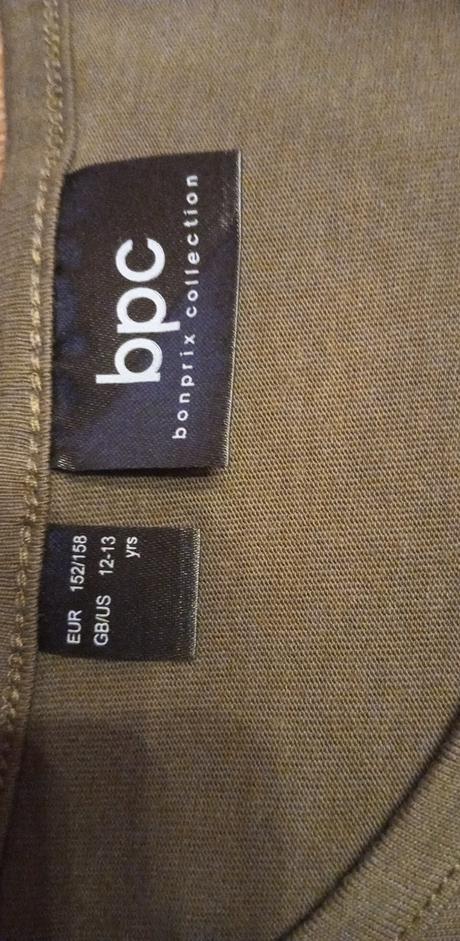 bpc
bonprix collection
EUR 152/158
GB/US 12-13
yrs